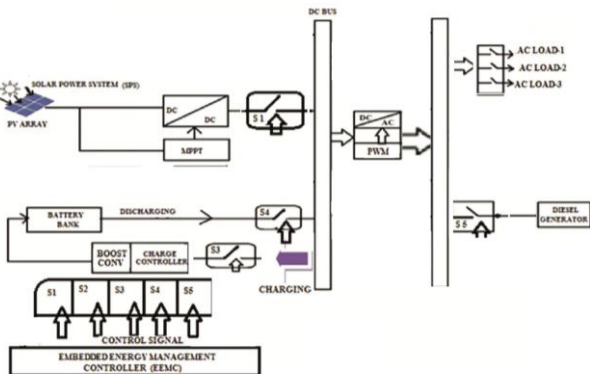 DC BUS
SOLAR POWER SYSTEM (SPS)
PV ARRAY
DC
DC
MPPT
S1
DC
AC
PWM
AC LOAD-1
AC LOAD-2
AC LOAD-3
BATTERY
BANK
DISCHARGING
S4
BOOST
CONV
CHARGE
CONTROLLER
S3
CHARGING
S5
DIESEL
GENERATOR
S1
S2
S3
S4
S5
CONTROL SIGNAL
EMBEDDED ENERGY MANAGEMENT
CONTROLLER (EEMC)